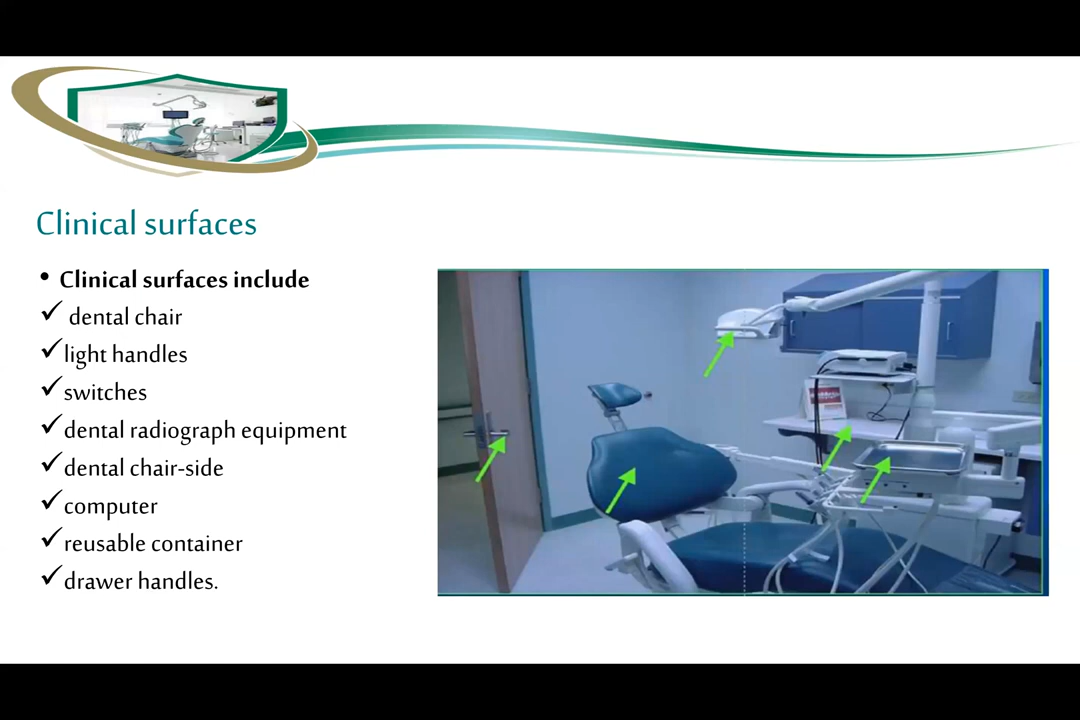 Clinical surfaces
• Clinical surfaces include
✓ dental chair
✓light handles
✓switches
✓dental radiograph equipment
✓dental chair-side
✓computer
✓reusable container
✓drawer handles.